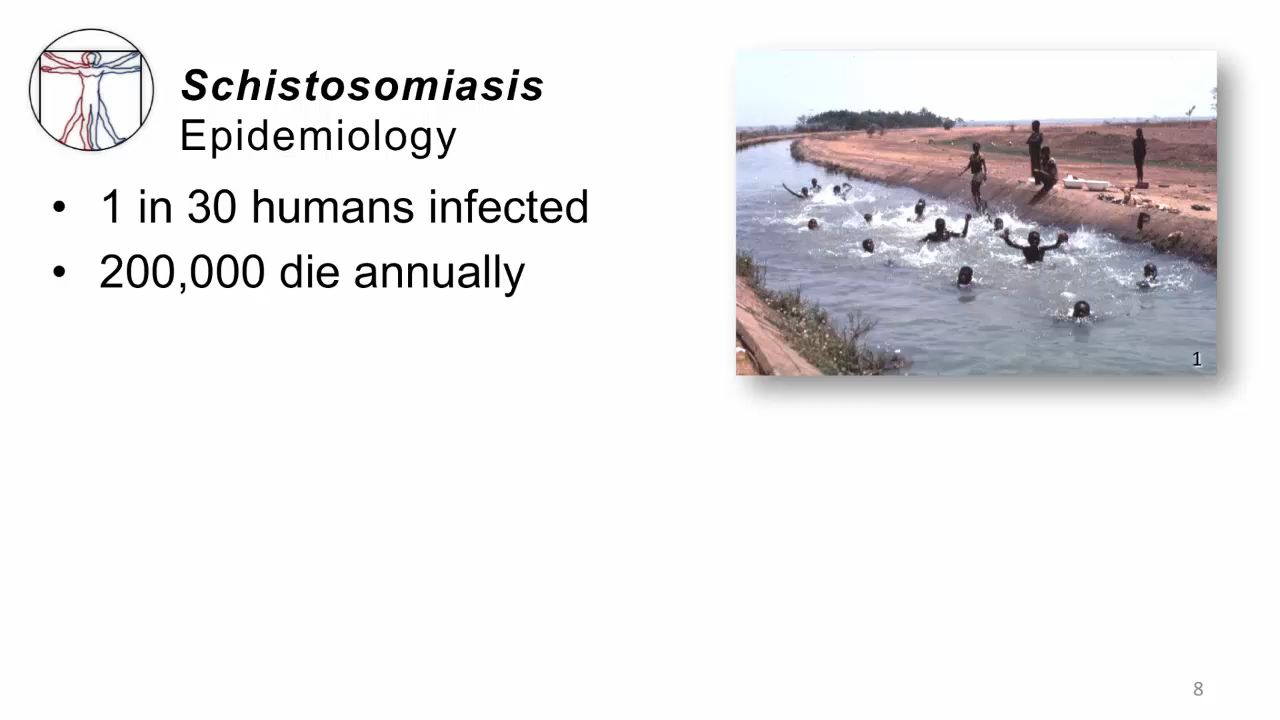 Schistosomiasis
Epidemiology
• 1 in 30 humans infected
• 200,000 die annually
1
8